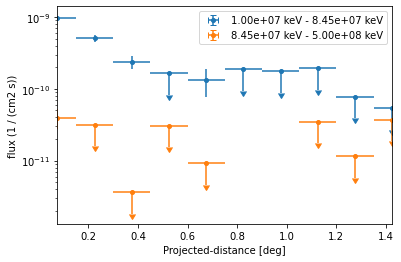 1.00e+07 keV - 8.45e+07 keV
8.45e+07 keV - 5.00e+08 keV
flux (1 / (cm2 s))
10⁻⁹
10⁻¹⁰
10⁻¹¹
0.2 0.4 0.6 0.8 1.0 1.2 1.4
Projected-distance [deg]